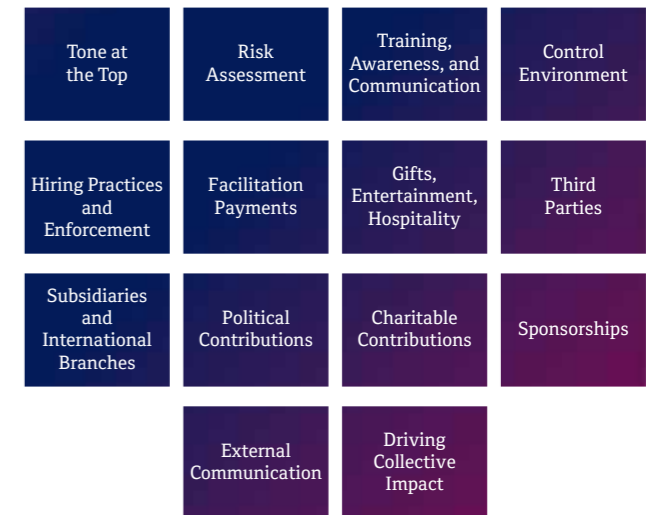 Tone at
the Top
Risk
Assessment
Training,
Awareness, and
Communication
Control
Environment
Hiring Practices
and
Enforcement
Facilitation
Payments
Gifts,
Entertainment,
Hospitality
Third
Parties
Subsidiaries
and
International
Branches
Political
Contributions
Charitable
Contributions
Sponsorships
External
Communication
Driving
Collective
Impact